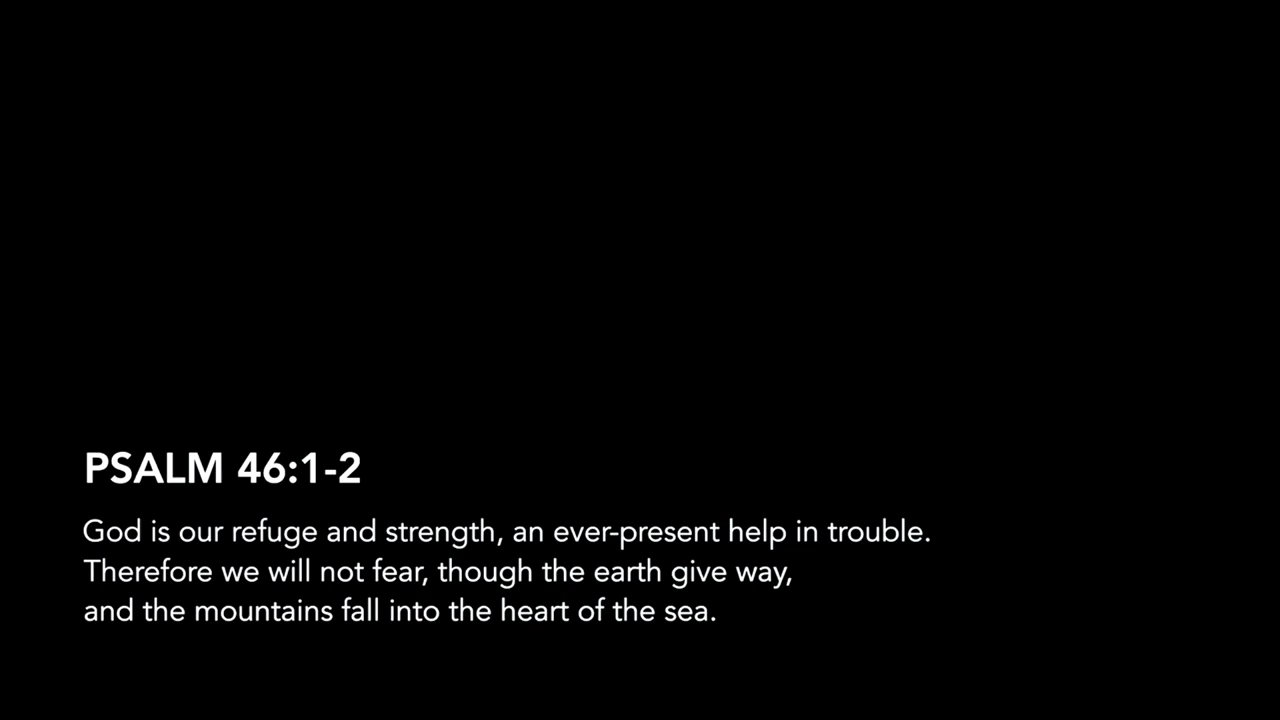 PSALM 46:1-2
God is our refuge and strength, an ever-present help in trouble.
Therefore we will not fear, though the earth give way,
and the mountains fall into the heart of the sea.